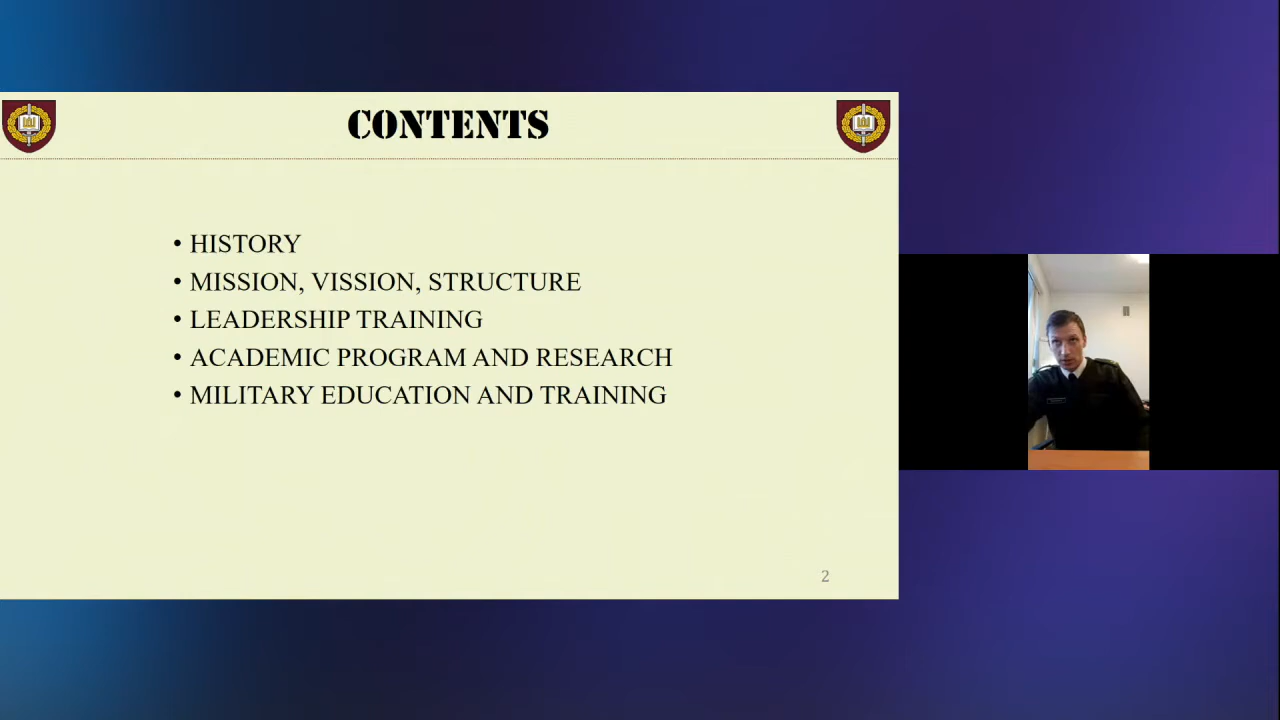 CONTENTS
• HISTORY
• MISSION, VISSION, STRUCTURE
• LEADERSHIP TRAINING
• ACADEMIC PROGRAM AND RESEARCH
• MILITARY EDUCATION AND TRAINING
2